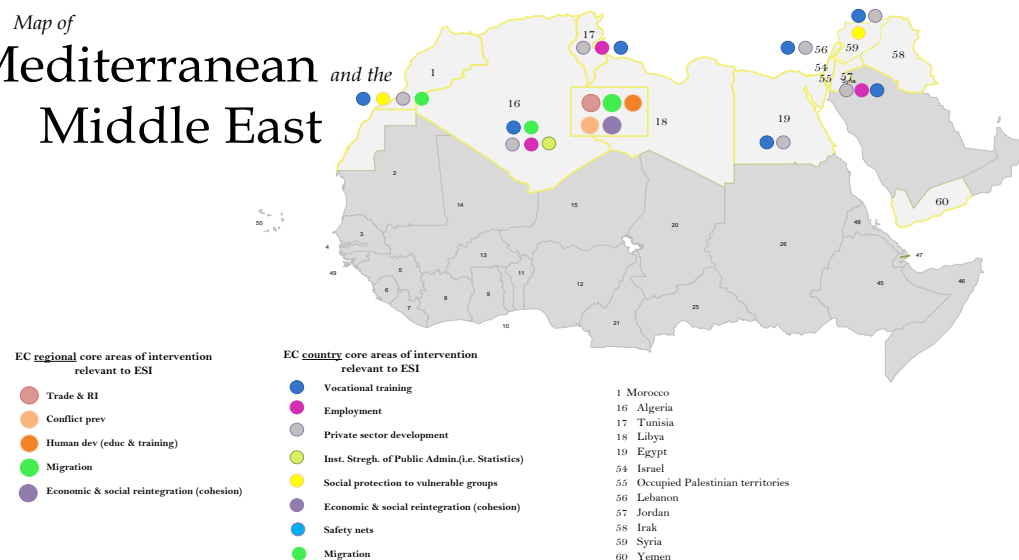 Map of
Mediterranean and the
Middle East
17
56
59
58
1
54
55
57
16
18
19
2
60
14
15
50
20
48
3
26
4
13
47
49
5
11
45
46
6
12
8
9
7
25
10
21
EC regional core areas of intervention
relevant to ESI
Trade & RI
Conflict prev
Human dev (educ & training)
Migration
Economic & social reintegration (cohesion)
EC country core areas of intervention
relevant to ESI
Vocational training
Employment
Private sector development
Inst. Stregh. of Public Admin.(i.e. Statistics)
Social protection to vulnerable groups
Economic & social reintegration (cohesion)
Safety nets
Migration
1 Morocco
16 Algeria
17 Tunisia
18 Libya
19 Egypt
54 Israel
55 Occupied Palestinian territories
56 Lebanon
57 Jordan
58 Irak
59 Syria
60 Yemen